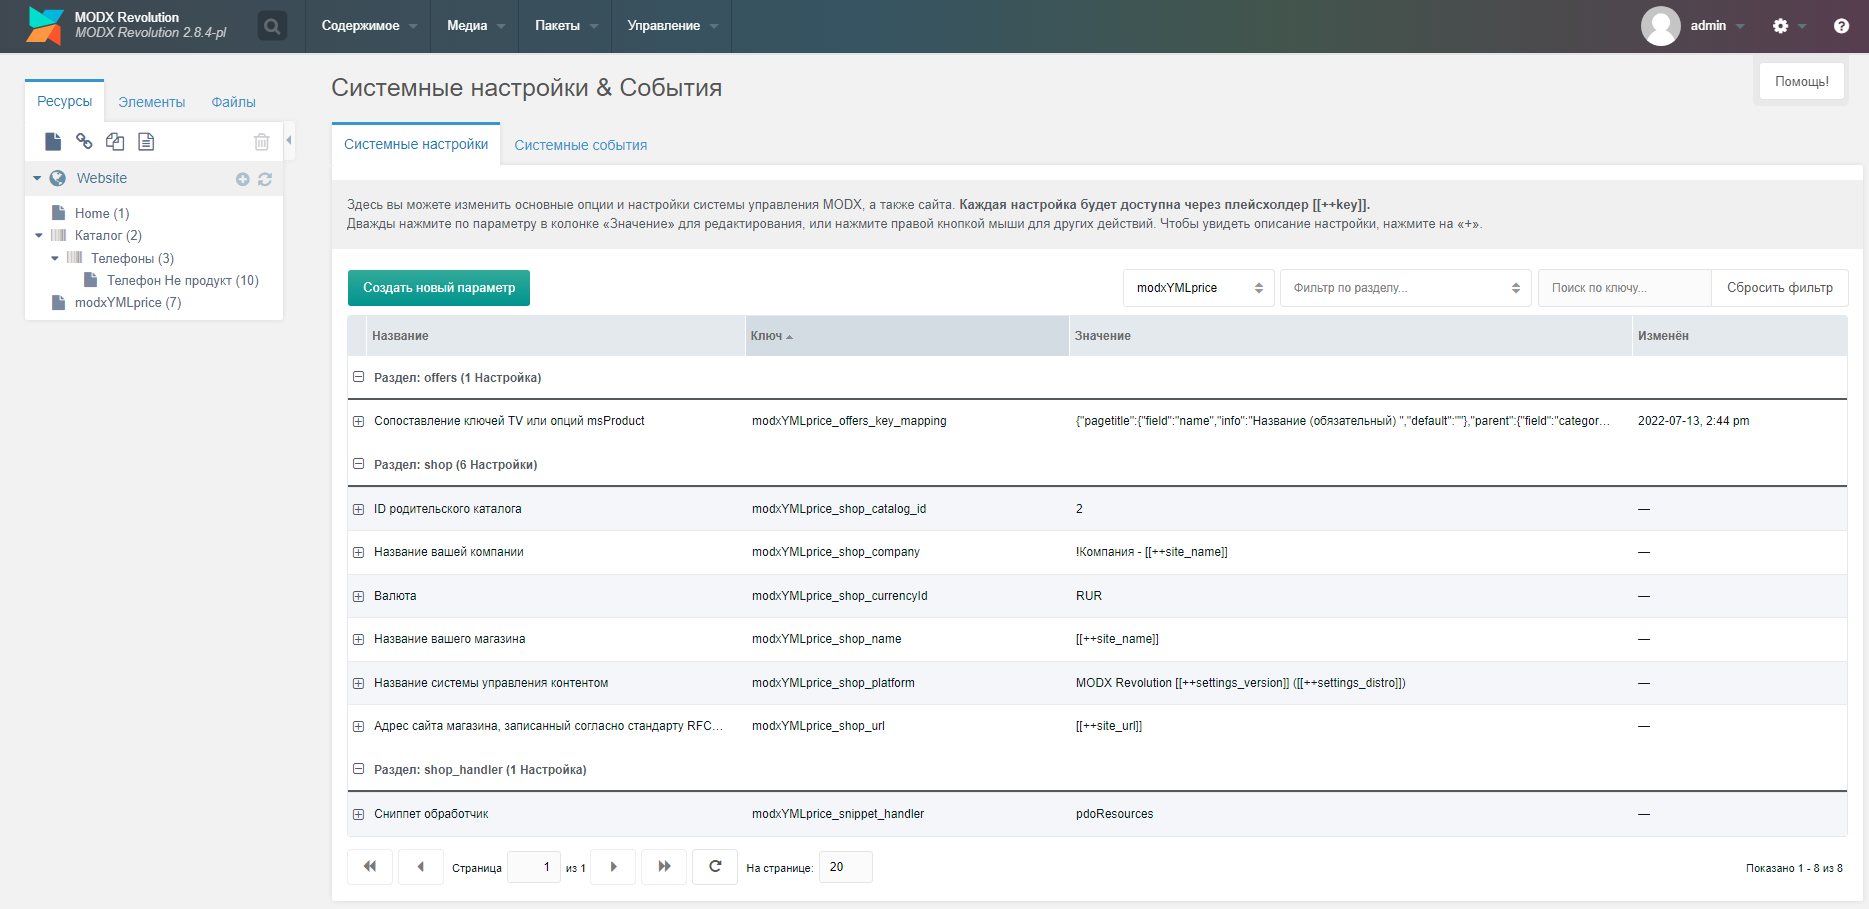 MODX Revolution
MODX Revolution 2.8.4-pl
Содержимое
Медиа
Пакеты
Управление
admin
Ресурсы
Элементы
Файлы
Website
Home (1)
Каталог (2)
Телефоны (3)
Телефон Не продукт (10)
modxYMLprice (7)
Системные настройки & События
Помощь!
Системные настройки
Системные события
Здесь вы можете изменить основные опции и настройки системы управления MODX, а также сайта. Каждая настройка будет доступна через плейсхолдер [[++key]].
Дважды нажмите по параметру в колонке «Значение» для редактирования, или нажмите правой кнопкой мыши для других действий. Чтобы увидеть описание настройки, нажмите на «+».
Создать новый параметр
modxYMLprice
Фильтр по разделу...
Поиск по ключу...
Сбросить фильтр
Название
Ключ
Значение
Изменён
Раздел: offers (1 Настройка)
Сопоставление ключей TV или опций msProduct
modxYMLprice_offers_key_mapping
{"pagetitle":{"field":"name","info":"Название (обязательный) ","default":""},"parent":{"field":"categor...
2022-07-13, 2:44 pm
Раздел: shop (6 Настройки)
ID родительского каталога
modxYMLprice_shop_catalog_id
2
—
Название вашей компании
modxYMLprice_shop_company
!Компания - [[++site_name]]
—
Валюта
modxYMLprice_shop_currencyId
RUR
—
Название вашего магазина
modxYMLprice_shop_name
[[++site_name]]
—
Название системы управления контентом
modxYMLprice_shop_platform
MODX Revolution [[++settings_version]] ([[++settings_distro]])
—
Адрес сайта магазина, записанный согласно стандарту RFC...
modxYMLprice_shop_url
[[++site_url]]
—
Раздел: shop_handler (1 Настройка)
Сниппет обработчик
modxYMLprice_snippet_handler
pdoResources
—
Страница
1
из 1
На странице:
20
Показано 1 - 8 из 8